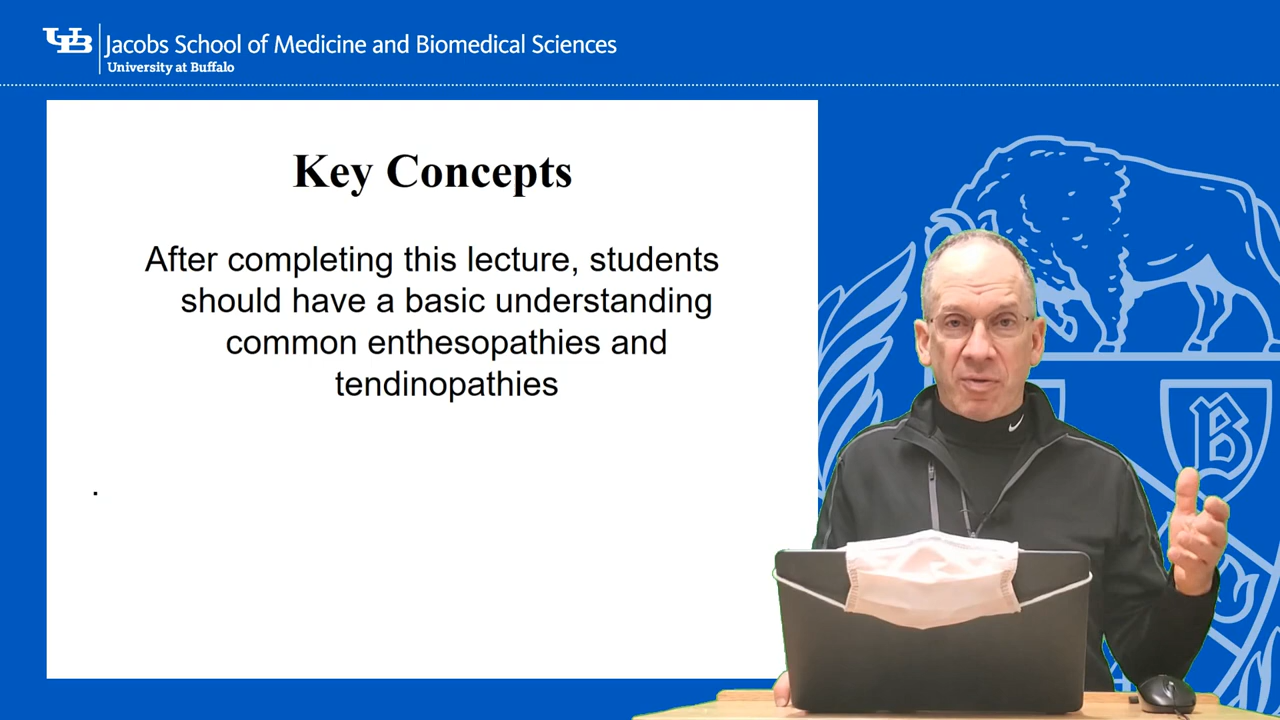 UB
Jacobs School of Medicine and Biomedical Sciences
University at Buffalo
Key Concepts
After completing this lecture, students
should have a basic understanding
common enthesopathies and
tendinopathies
.
B